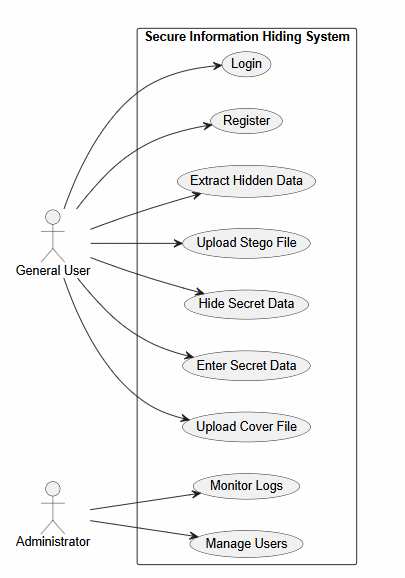 Secure Information Hiding System
Login
Register
Extract Hidden Data
Upload Stego File
General User
Hide Secret Data
Enter Secret Data
Upload Cover File
Monitor Logs
Administrator
Manage Users